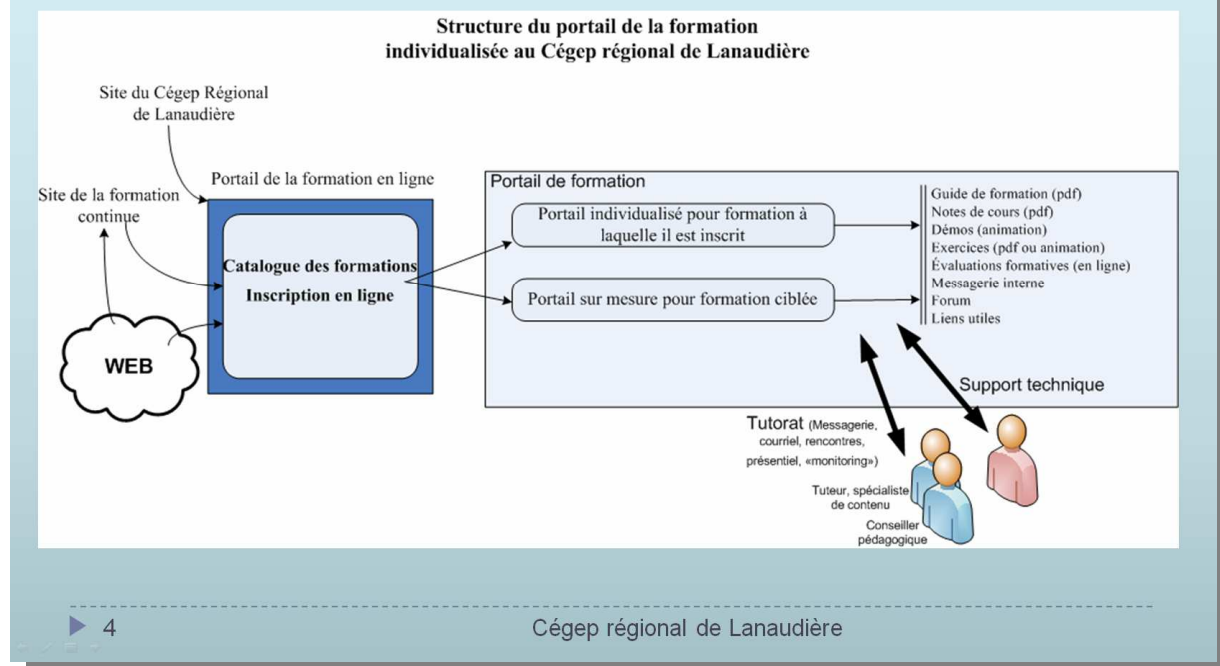 Structure du portail de la formation
individualisée au Cégep régional de Lanaudière
Site du Cégep Régional
de Lanaudière
Site de la formation
continue
WEB
Portail de la formation en ligne
Catalogue des formations
Inscription en ligne
Portail de formation
Portail individualisé pour formation à
laquelle il est inscrit
Portail sur mesure pour formation ciblée
Guide de formation (pdf)
Notes de cours (pdf)
Démos (animation)
Exercices (pdf ou animation)
Évaluations formatives (en ligne)
Messagerie interne
Forum
Liens utiles
Support technique
Tutorat (Messagerie,
courriel, rencontres,
présentiel, «monitoring»)
Tuteur, spécialiste
de contenu
Conseiller
pédagogique
4
Cégep régional de Lanaudière